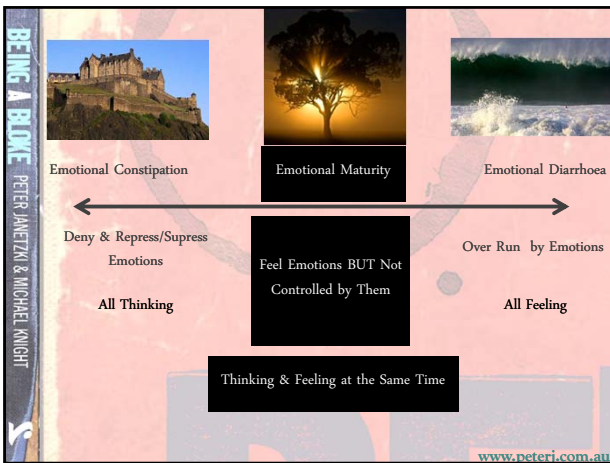 BEING A BLOKE PETER JANETZKI & MICHAEL KNIGHT
Emotional Constipation
Emotional Maturity
Emotional Diarrhoea
Deny & Repress/Supress
Emotions
Feel Emotions BUT Not
Controlled by Them
Over Run by Emotions
All Thinking
All Feeling
Thinking & Feeling at the Same Time
www.peterj.com.au